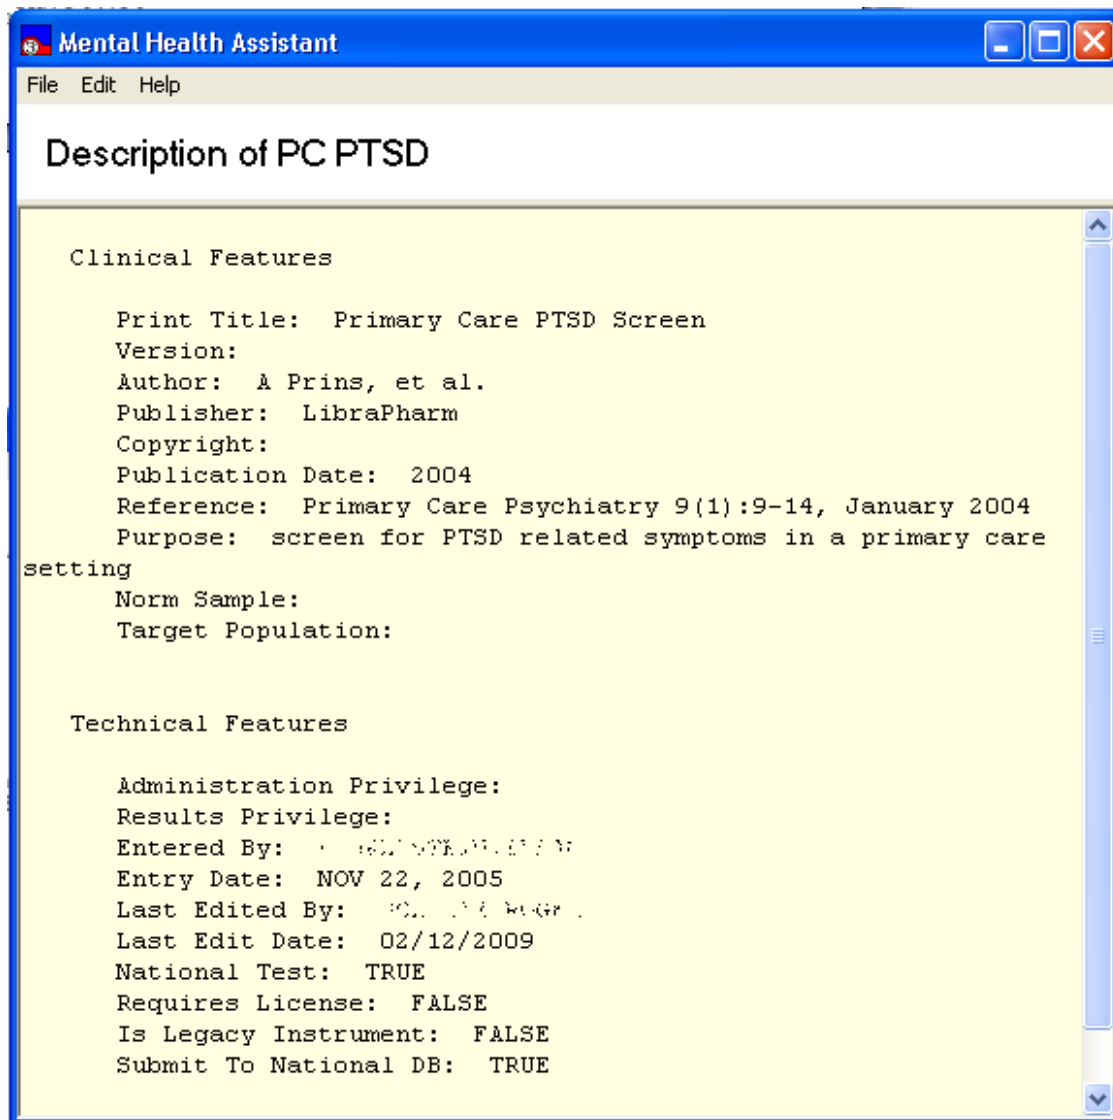 Mental Health Assistant
File Edit Help
Description of PC PTSD
Clinical Features
Print Title: Primary Care PTSD Screen
Version:
Author: A Prins, et al.
Publisher: LibraPharm
Copyright:
Publication Date: 2004
Reference: Primary Care Psychiatry 9(1):9-14, January 2004
Purpose: screen for PTSD related symptoms in a primary care
setting
Norm Sample:
Target Population:
Technical Features
Administration Privilege:
Results Privilege:
Entered By:
Entry Date: NOV 22, 2005
Last Edited By:
Last Edit Date: 02/12/2009
National Test: TRUE
Requires License: FALSE
Is Legacy Instrument: FALSE
Submit To National DB: TRUE